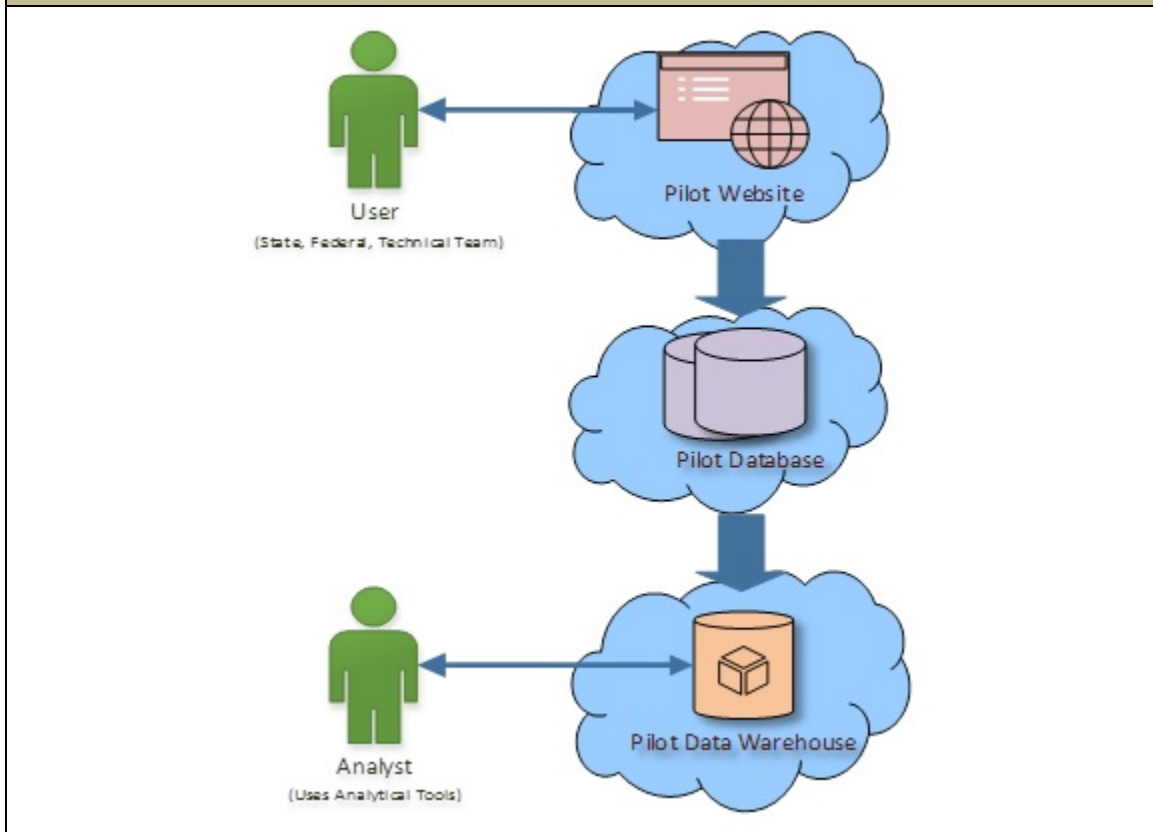 Pilot Website
User
(State, Federal, Technical Team)
Pilot Database
Pilot Data Warehouse
Analyst
(Uses Analytical Tools)